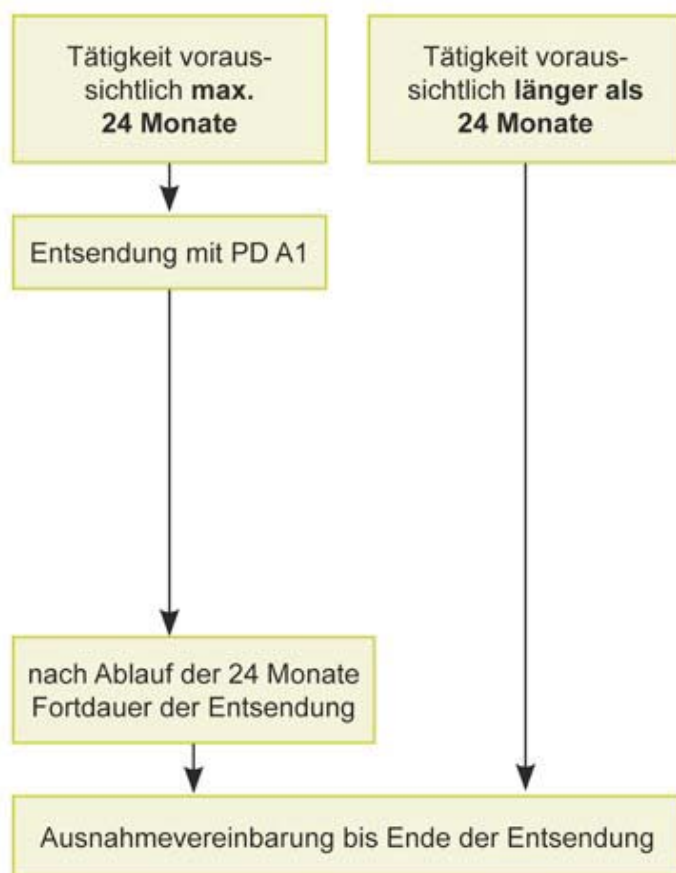 Tätigkeit voraus-
sichtlich max.
24 Monate
Tätigkeit voraus-
sichtlich länger als
24 Monate
Entsendung mit PD A1
nach Ablauf der 24 Monate
Fortdauer der Entsendung
Ausnahmevereinbarung bis Ende der Entsendung